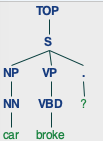 TOP
S
NP VP .
NN VBD ?
car broke